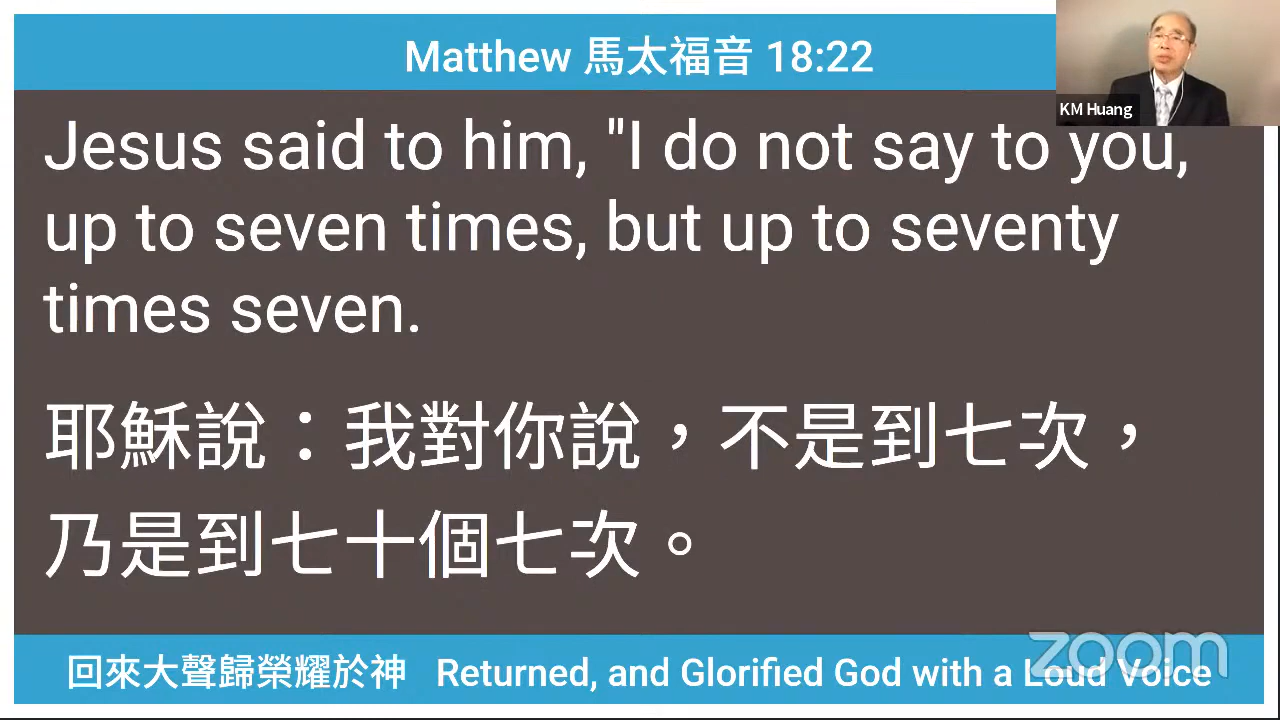 Matthew 馬太福音 18:22
KM Huang
Jesus said to him, "I do not say to you,
up to seven times, but up to seventy
times seven.
耶穌說：我對你說，不是到七次，
乃是到七十個七次。
回來大聲歸榮耀於神 Returned, and Glorified God with a Loud Voice
zoom